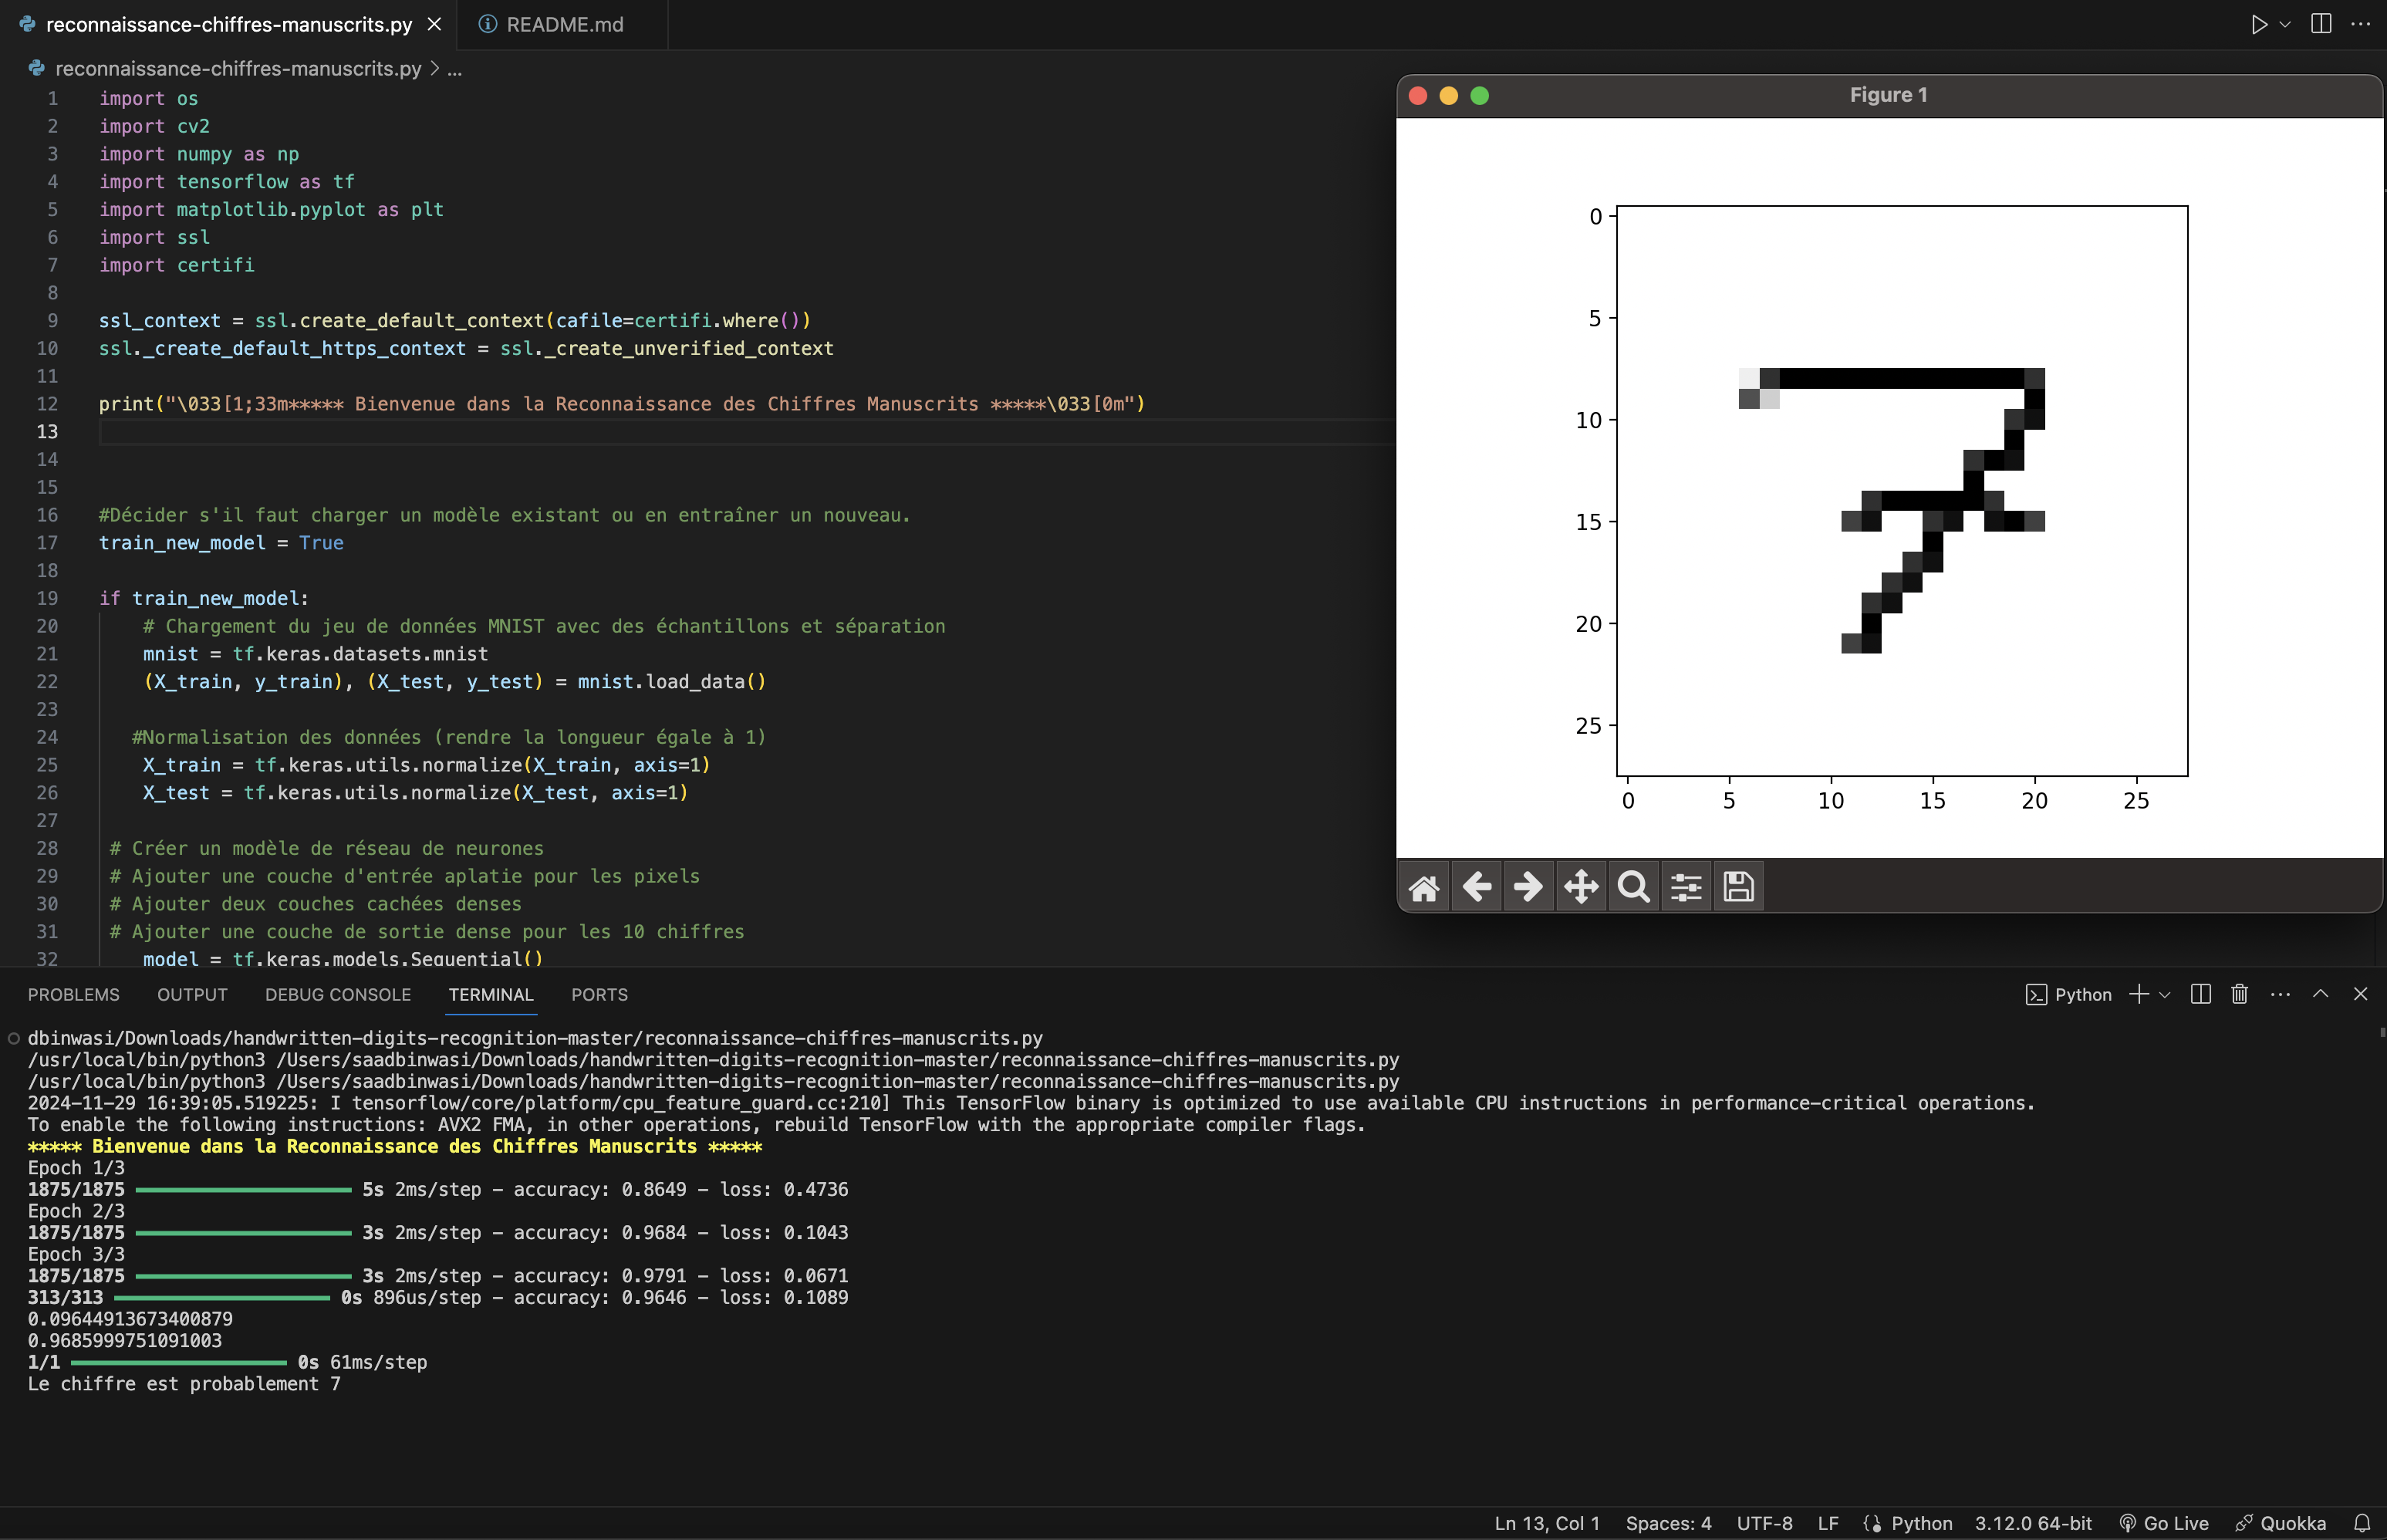 reconnaissance-chiffres-manuscrits.py README.md
reconnaissance-chiffres-manuscrits.py > ...
1 import os
2 import cv2
3 import numpy as np
4 import tensorflow as tf
5 import matplotlib.pyplot as plt
6 import ssl
7 import certifi
8
9 ssl_context = ssl.create_default_context(cafile=certifi.where())
10 ssl._create_default_https_context = ssl._create_unverified_context
11
12 print("\033[1;33m***** Bienvenue dans la Reconnaissance des Chiffres Manuscrits *****\033[0m")
13
14
15
16 #Décider s'il faut charger un modèle existant ou en entraîner un nouveau.
17 train_new_model = True
18
19 if train_new_model:
20 # Chargement du jeu de données MNIST avec des échantillons et séparation
21 mnist = tf.keras.datasets.mnist
22 (X_train, y_train), (X_test, y_test) = mnist.load_data()
23
24 #Normalisation des données (rendre la longueur égale à 1)
25 X_train = tf.keras.utils.normalize(X_train, axis=1)
26 X_test = tf.keras.utils.normalize(X_test, axis=1)
27
28 # Créer un modèle de réseau de neurones
29 # Ajouter une couche d'entrée aplatie pour les pixels
30 # Ajouter deux couches cachées denses
31 # Ajouter une couche de sortie dense pour les 10 chiffres
32 model = tf.keras.models.Sequential()
Figure 1
0
5
10
15
20
25
0 5 10 15 20 25
7
PROBLEMS OUTPUT DEBUG CONSOLE TERMINAL PORTS Python
dbinwasi/Downloads/handwritten-digits-recognition-master/reconnaissance-chiffres-manuscrits.py
/usr/local/bin/python3 /Users/saadbinwasi/Downloads/handwritten-digits-recognition-master/reconnaissance-chiffres-manuscrits.py
/usr/local/bin/python3 /Users/saadbinwasi/Downloads/handwritten-digits-recognition-master/reconnaissance-chiffres-manuscrits.py
2024-11-29 16:39:05.519225: I tensorflow/core/platform/cpu_feature_guard.cc:210] This TensorFlow binary is optimized to use available CPU instructions in performance-critical operations.
To enable the following instructions: AVX2 FMA, in other operations, rebuild TensorFlow with the appropriate compiler flags.
***** Bienvenue dans la Reconnaissance des Chiffres Manuscrits *****
Epoch 1/3
1875/1875 5s 2ms/step - accuracy: 0.8649 - loss: 0.4736
Epoch 2/3
1875/1875 3s 2ms/step - accuracy: 0.9684 - loss: 0.1043
Epoch 3/3
1875/1875 3s 2ms/step - accuracy: 0.9791 - loss: 0.0671
313/313 0s 896us/step - accuracy: 0.9646 - loss: 0.1089
0.09644913673400879
0.9685999751091003
1/1 0s 61ms/step
Le chiffre est probablement 7
Ln 13, Col 1 Spaces: 4 UTF-8 LF Python 3.12.0 64-bit Go Live Quokka